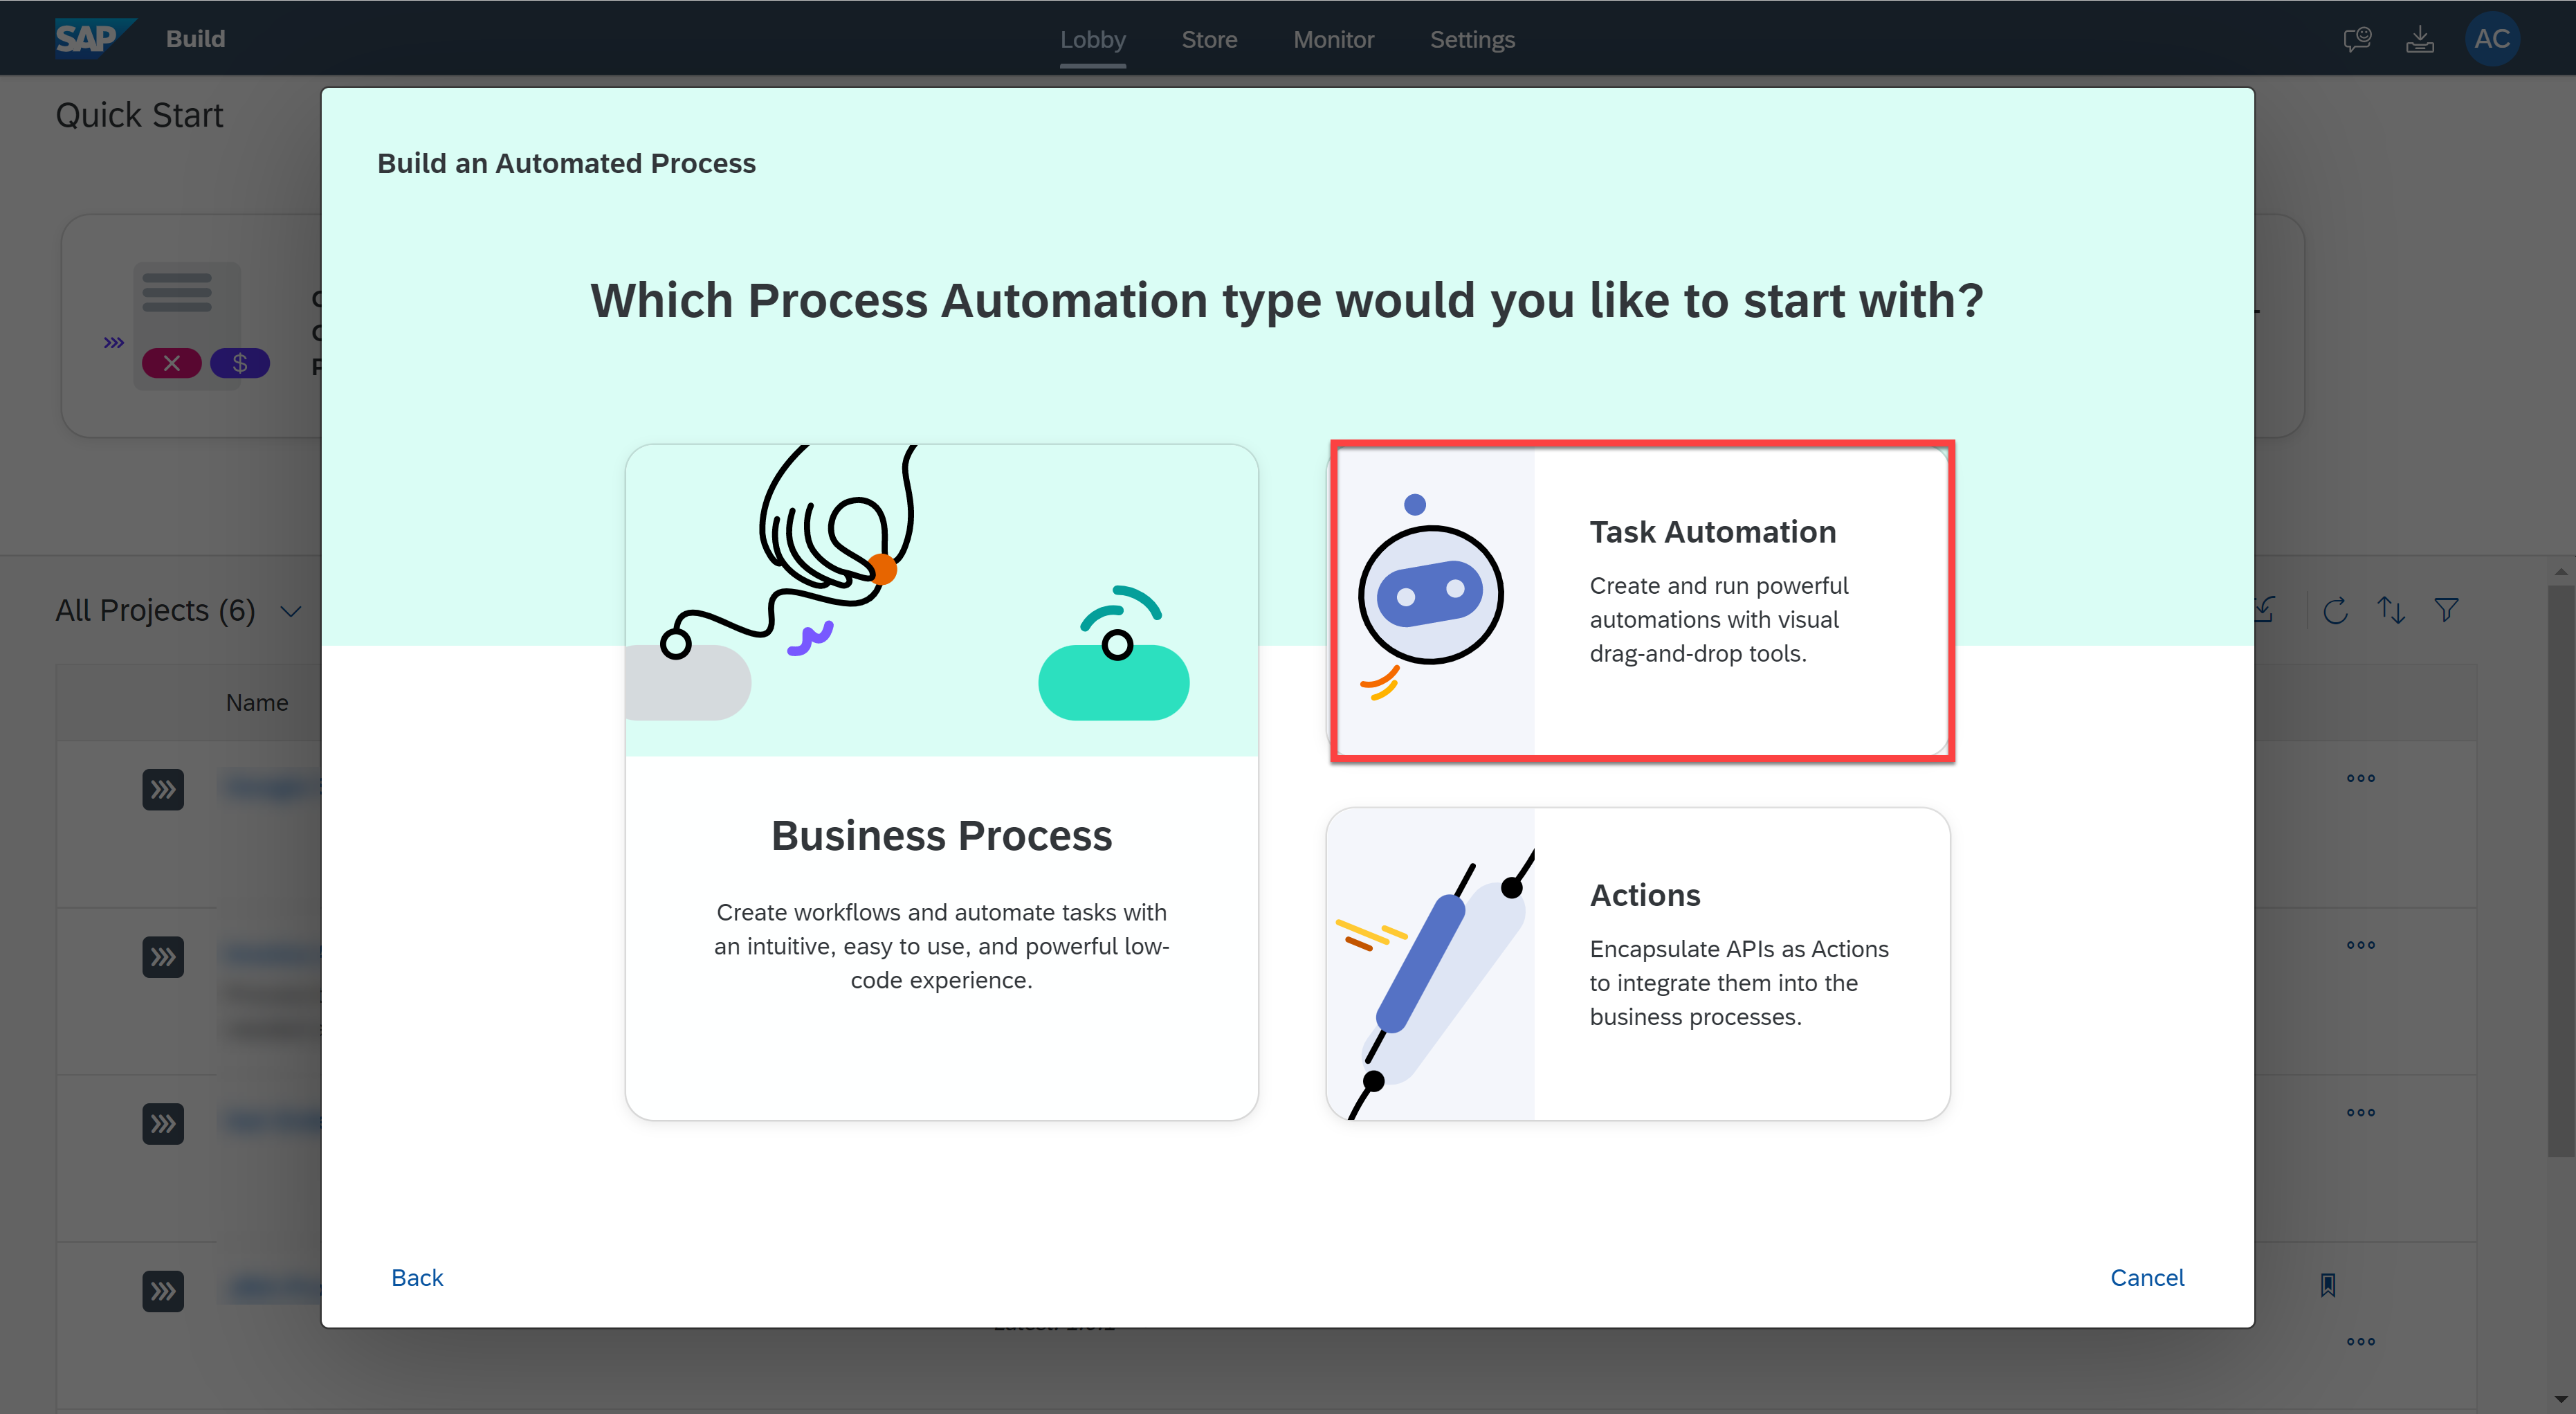 SAP Build
Lobby Store Monitor Settings
AC
Quick Start
Build an Automated Process
Which Process Automation type would you like to start with?
$
Task Automation
Create and run powerful
automations with visual
drag-and-drop tools.
All Projects (6)
Name
Business Process
Create workflows and automate tasks with
an intuitive, easy to use, and powerful low-
code experience.
Actions
Encapsulate APIs as Actions
to integrate them into the
business processes.
Back
Cancel